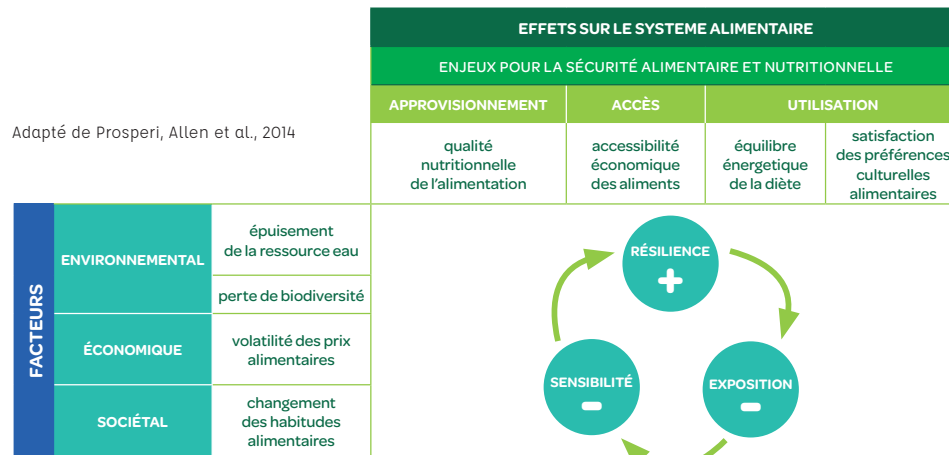 EFFETS SUR LE SYSTEME ALIMENTAIRE
ENJEUX POUR LA SÉCURITÉ ALIMENTAIRE ET NUTRITIONNELLE
APPROVISIONNEMENT
ACCÈS
UTILISATION
Adapté de Prosperi, Allen et al., 2014
qualité
nutritionnelle
de l'alimentation
accessibilité
économique
des aliments
équilibre
énergetique
de la diète
satisfaction
des préférences
culturelles
alimentaires
FACTEURS
ENVIRONNEMENTAL
épuisement
de la ressource eau
perte de biodiversité
ÉCONOMIQUE
volatilité des prix
alimentaires
SOCIÉTAL
changement
des habitudes
alimentaires
RÉSILIENCE
+
SENSIBILITÉ
-
EXPOSITION
-